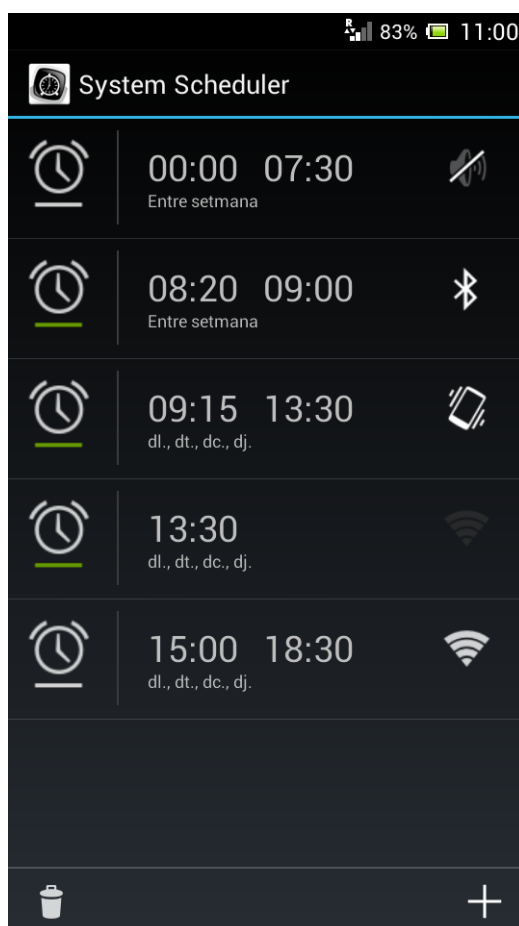 R
83% 11:00
System Scheduler
00:00 07:30
Entre setmana
08:20 09:00
Entre setmana
09:15 13:30
dl., dt., dc., dj.
13:30
dl., dt., dc., dj.
15:00 18:30
dl., dt., dc., dj.